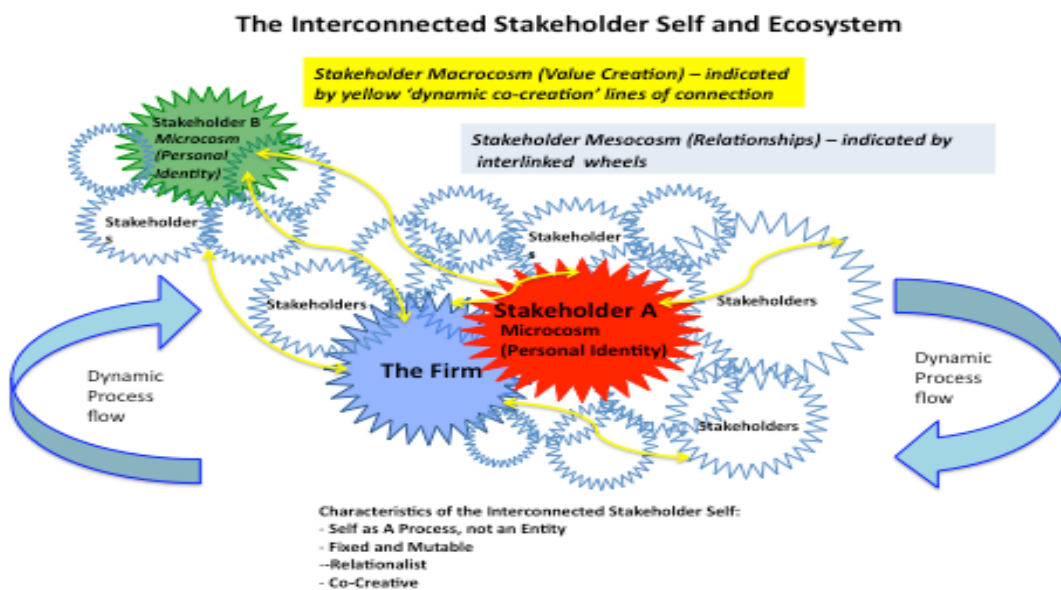 The Interconnected Stakeholder Self and Ecosystem
Stakeholder Macrocosm (Value Creation) – indicated
by yellow ‘dynamic co-creation’ lines of connection
Stakeholder B
Microcosm
(Personal
Identity)
Stakeholder Mesocosm (Relationships) – indicated by
interlinked wheels
Stakeholder
s
Stakeholder
s
Stakeholders
Stakeholders
Stakeholder A
Microcosm
(Personal Identity)
The Firm
Stakeholders
Dynamic
Process
flow
Dynamic
Process
flow
Characteristics of the Interconnected Stakeholder Self:
- Self as A Process, not an Entity
- Fixed and Mutable
--Relationalist
- Co-Creative